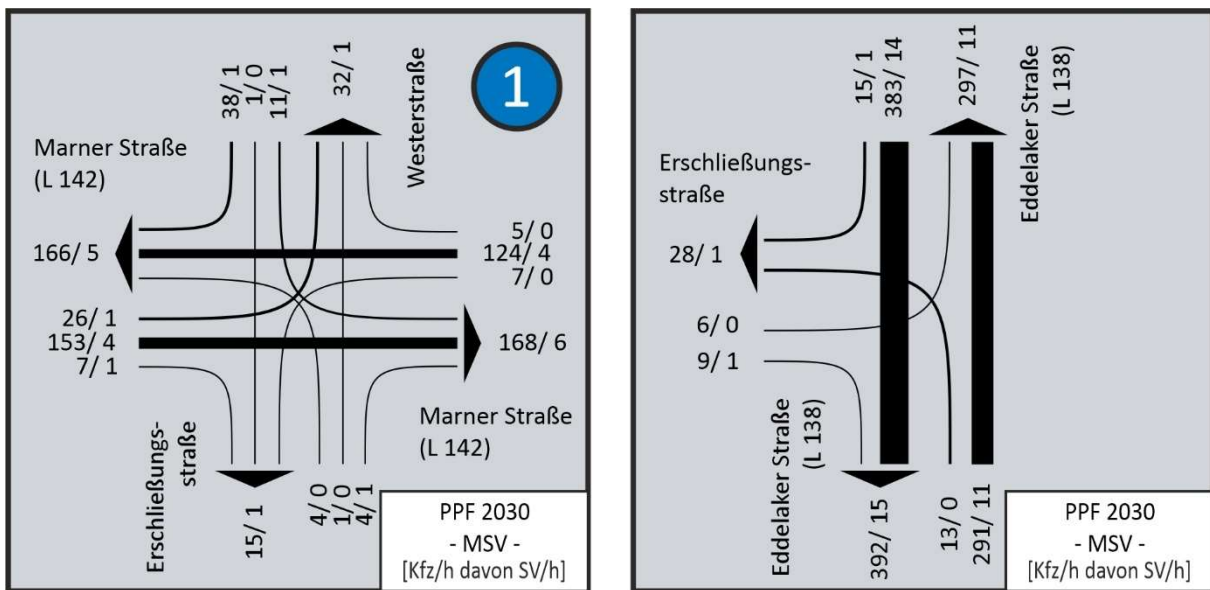 38/ 1
1/ 0
11/ 1
32/ 1
Westerstraße
1
Marner Straße
(L 142)
166/ 5
5/ 0
124/ 4
7/ 0
26/ 1
153/ 4
7/ 1
168/ 6
Marner Straße
(L 142)
Erschließungs-
straße
15/ 1
4/ 0
1/ 0
4/ 1
PPF 2030
- MSV -
[Kfz/h davon SV/h]
15/ 1
383/ 14
297/ 11
Eddelaker Straße
(L 138)
Erschließungs-
straße
28/ 1
6/ 0
9/ 1
Eddelaker Straße
(L 138)
392/ 15
13/ 0
291/ 11
PPF 2030
- MSV -
[Kfz/h davon SV/h]